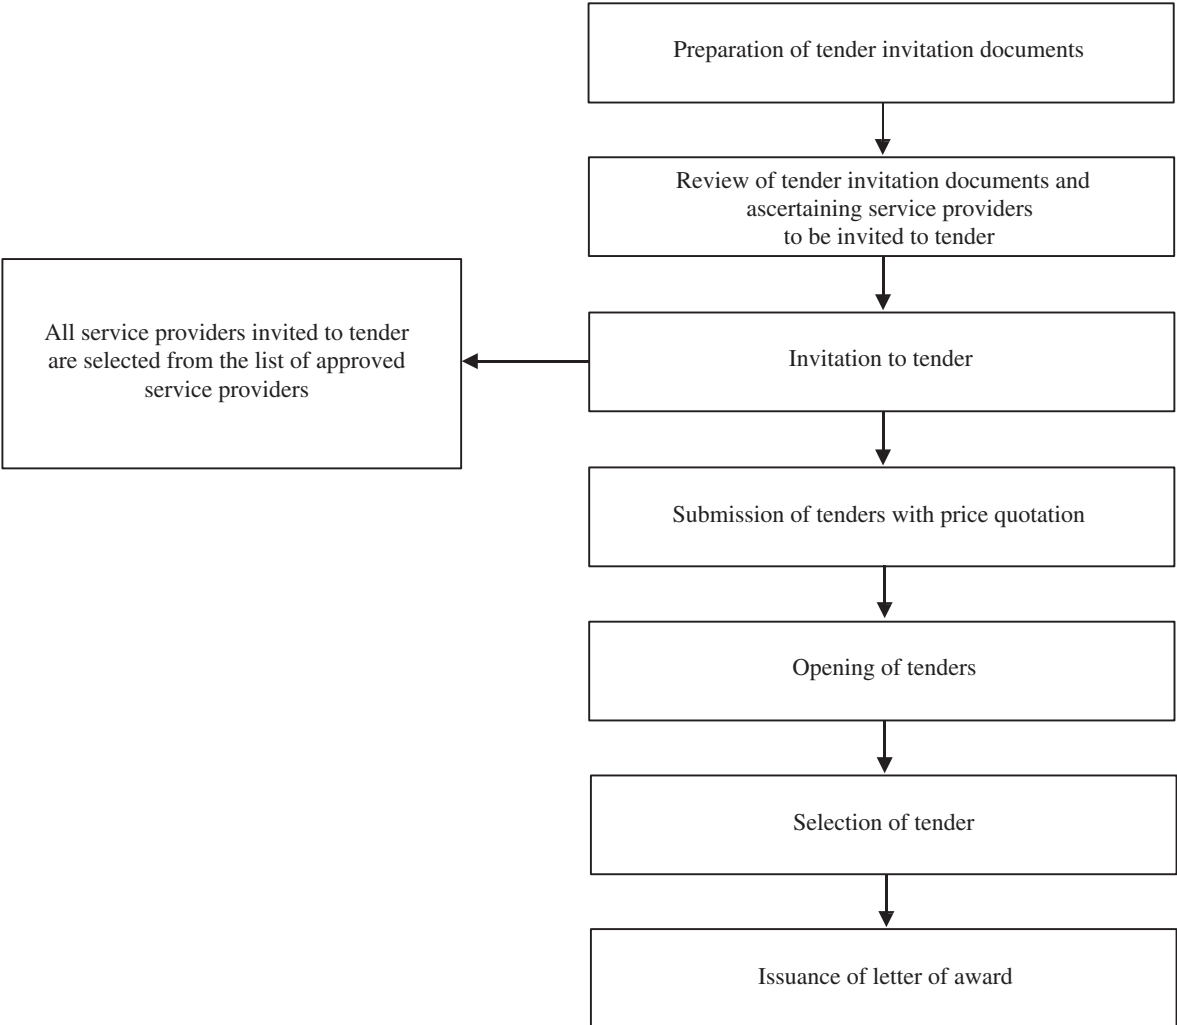 Preparation of tender invitation documents
Review of tender invitation documents and
ascertaining service providers
to be invited to tender
All service providers invited to tender
are selected from the list of approved
service providers
Invitation to tender
Submission of tenders with price quotation
Opening of tenders
Selection of tender
Issuance of letter of award